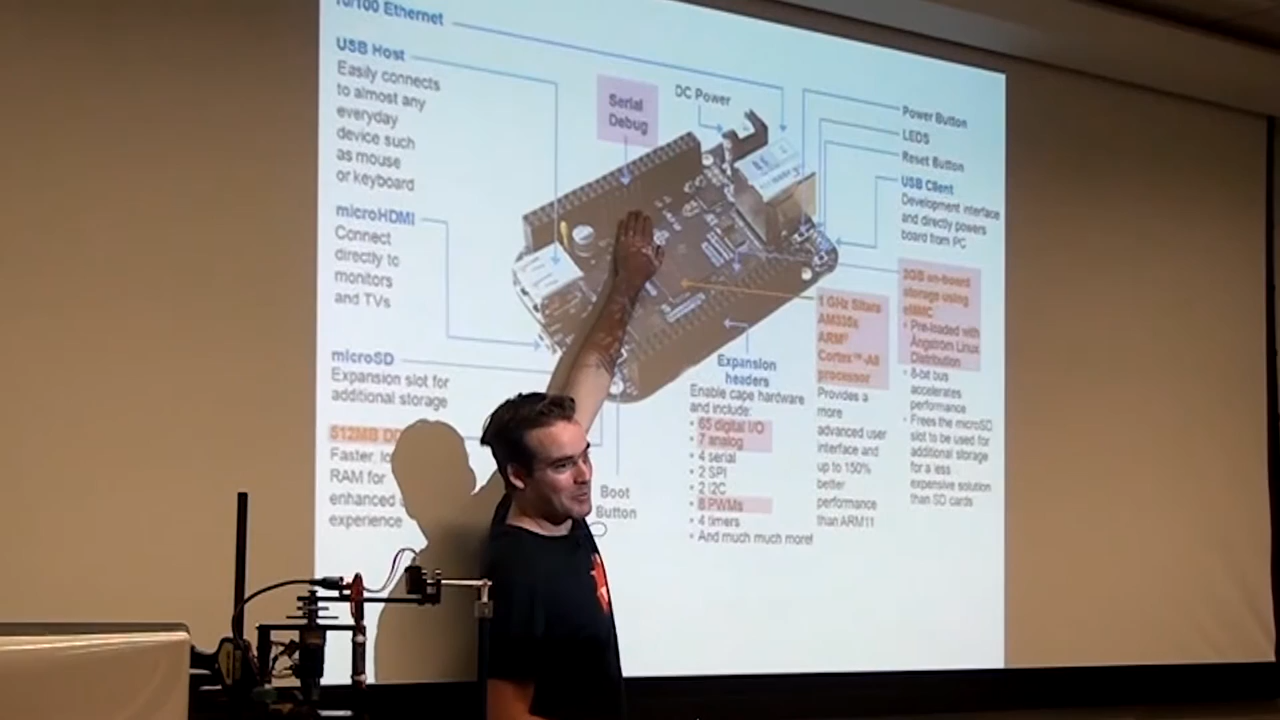 10/100 Ethernet
USB Host
Easily connects
to almost any
everyday
device such
as mouse
or keyboard
microHDMI
Connect
directly to
monitors
and TVs
microSD
Expansion slot for
additional storage
512MB
Faster,
RAM for
enhanced
experience
Serial
Debug
DC Power
Boot
Button
Expansion
headers
Enable cape hardware
and include:
• 65 digital I/O
• 7 analog
• 4 serial
• 2 SPI
• 2 I2C
• 8 PWMs
• 4 timers
• And much much more!
1 GHz Sitara
AM335x
ARM®
Cortex™-A8
processor
Provides a
more
advanced user
interface and
up to 150%
better
performance
than ARM11
Power Button
LEDS
Reset Button
USB Client
Development interface
and directly powers
board from PC
2GB on-board
storage using
eMMC
• Pre-loaded with
Ångström Linux
Distribution
• 8-bit bus
accelerates
performance
• Frees the microSD
slot to be used for
additional storage
for a less
expensive solution
than SD cards